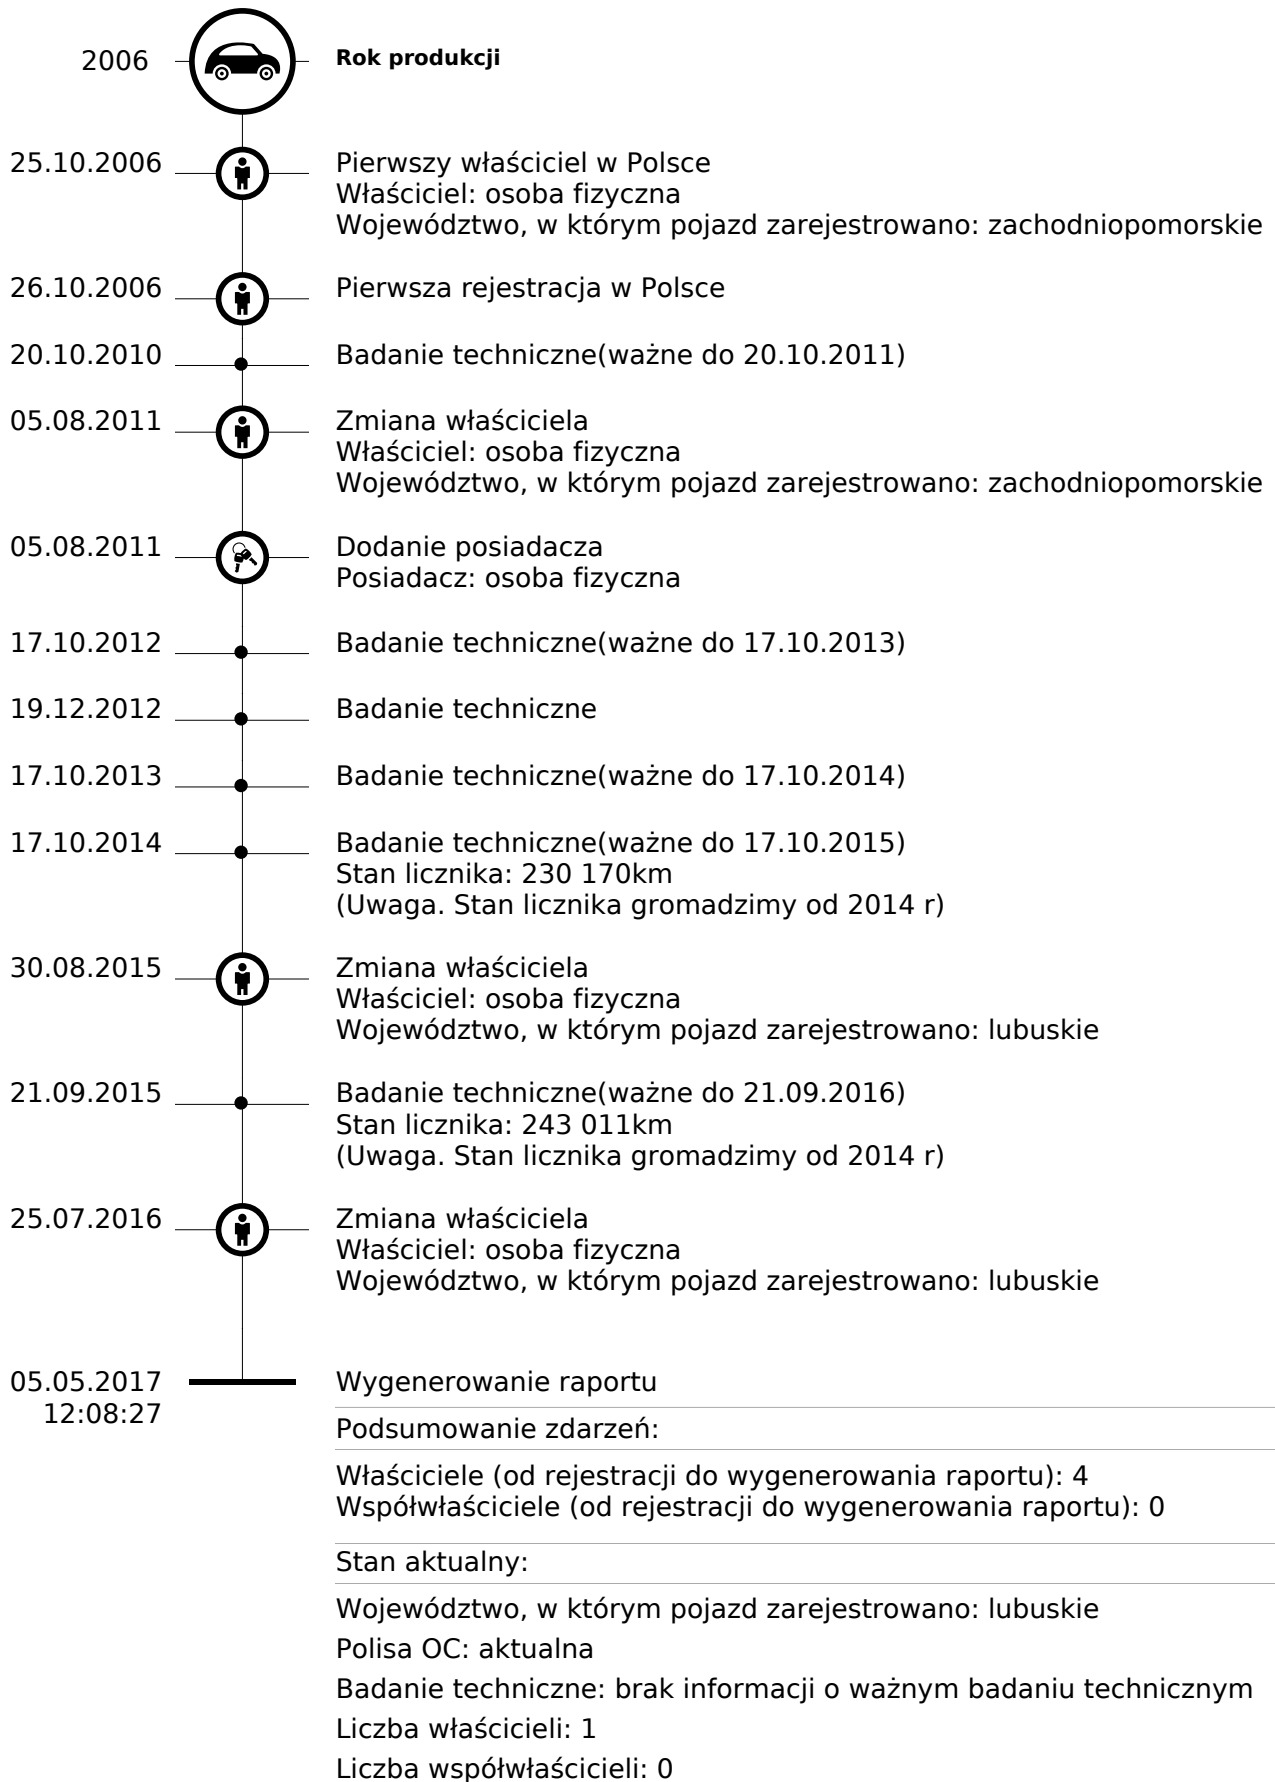 2006 Rok produkcji
25.10.2006 Pierwszy właściciel w Polsce
Właściciel: osoba fizyczna
Województwo, w którym pojazd zarejestrowano: zachodniopomorskie
26.10.2006 Pierwsza rejestracja w Polsce
20.10.2010 Badanie techniczne(ważne do 20.10.2011)
05.08.2011 Zmiana właściciela
Właściciel: osoba fizyczna
Województwo, w którym pojazd zarejestrowano: zachodniopomorskie
05.08.2011 Dodanie posiadacza
Posiadacz: osoba fizyczna
17.10.2012 Badanie techniczne(ważne do 17.10.2013)
19.12.2012 Badanie techniczne
17.10.2013 Badanie techniczne(ważne do 17.10.2014)
17.10.2014 Badanie techniczne(ważne do 17.10.2015)
Stan licznika: 230 170km
(Uwaga. Stan licznika gromadzimy od 2014 r)
30.08.2015 Zmiana właściciela
Właściciel: osoba fizyczna
Województwo, w którym pojazd zarejestrowano: lubuskie
21.09.2015 Badanie techniczne(ważne do 21.09.2016)
Stan licznika: 243 011km
(Uwaga. Stan licznika gromadzimy od 2014 r)
25.07.2016 Zmiana właściciela
Właściciel: osoba fizyczna
Województwo, w którym pojazd zarejestrowano: lubuskie
05.05.2017 Wygenerowanie raportu
12:08:27
Podsumowanie zdarzeń:
Właściciele (od rejestracji do wygenerowania raportu): 4
Współwłaściciele (od rejestracji do wygenerowania raportu): 0
Stan aktualny:
Województwo, w którym pojazd zarejestrowano: lubuskie
Polisa OC: aktualna
Badanie techniczne: brak informacji o ważnym badaniu technicznym
Liczba właścicieli: 1
Liczba współwłaścicieli: 0